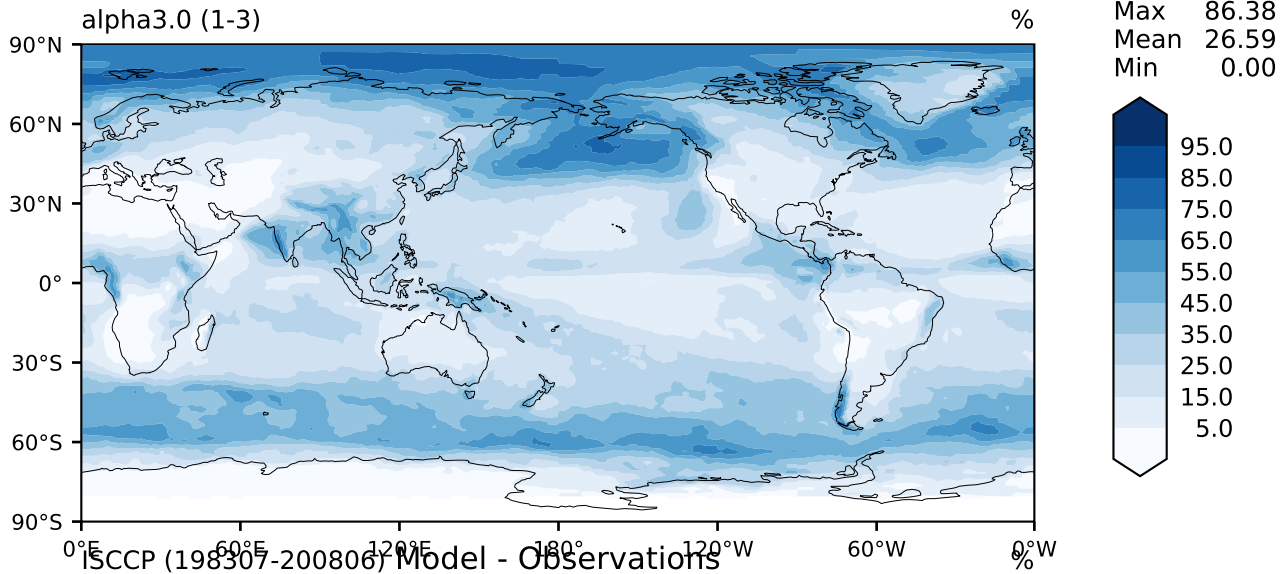 alpha3.0 (1-3) %
Max 86.38
Mean 26.59
Min 0.00
90°N
60°N
30°N
0°
30°S
60°S
90°S
95.0
85.0
75.0
65.0
55.0
45.0
35.0
25.0
15.0
5.0
0°E 60°E 120°E 180° 120°W 60°W 0°W
ISCCP (198307-200806) Model - Observations %